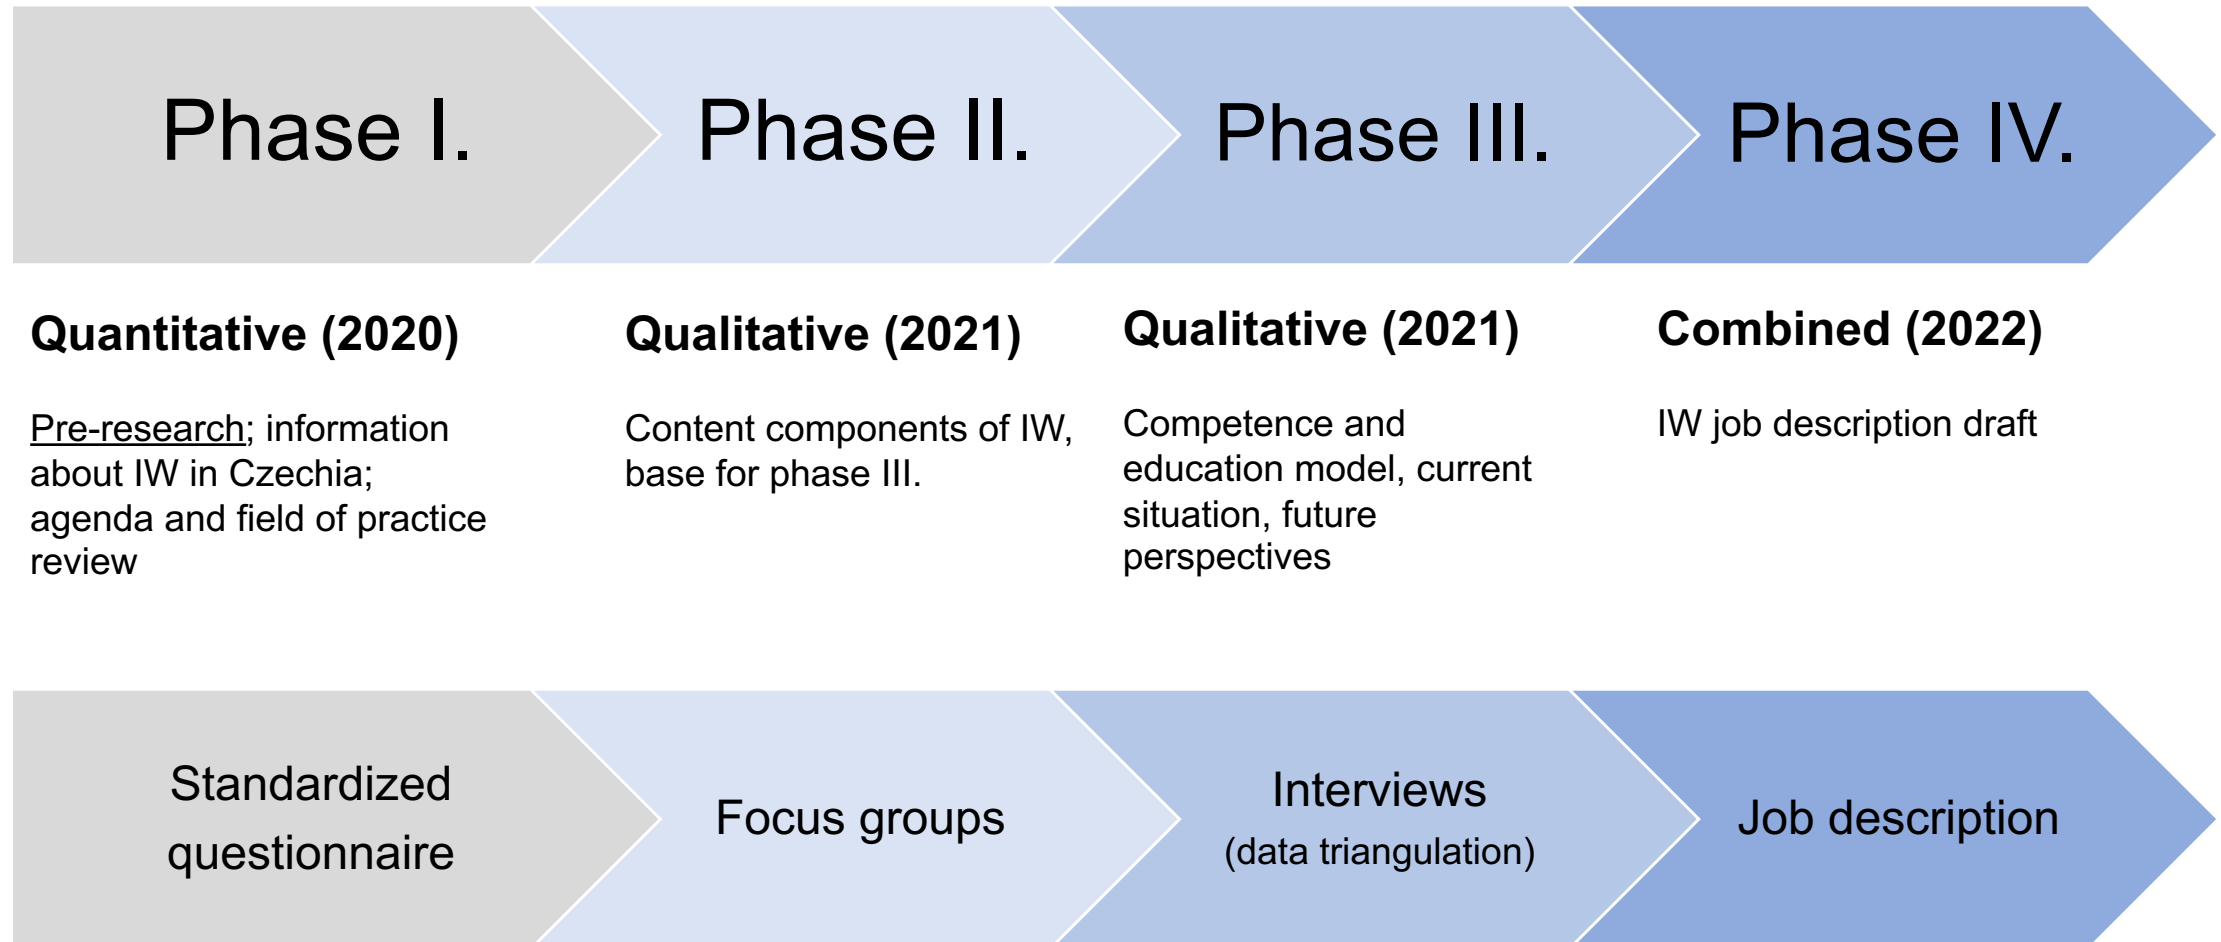 Phase I.
Phase II.
Phase III.
Phase IV.
Quantitative (2020)
Pre-research; information
about IW in Czechia;
agenda and field of practice
review
Qualitative (2021)
Content components of IW,
base for phase III.
Qualitative (2021)
Competence and
education model, current
situation, future
perspectives
Combined (2022)
IW job description draft
Standardized
questionnaire
Focus groups
Interviews
(data triangulation)
Job description